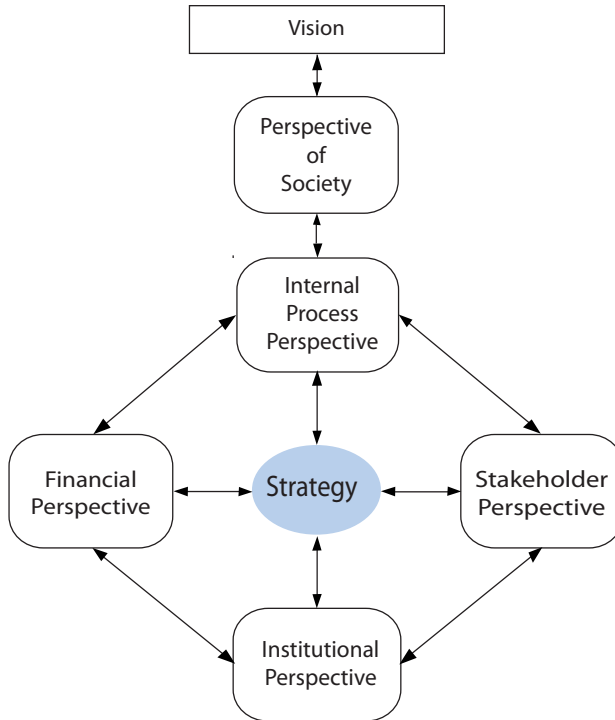 Vision
Perspective
of
Society
Internal
Process
Perspective
Financial
Perspective
Strategy
Stakeholder
Perspective
Institutional
Perspective